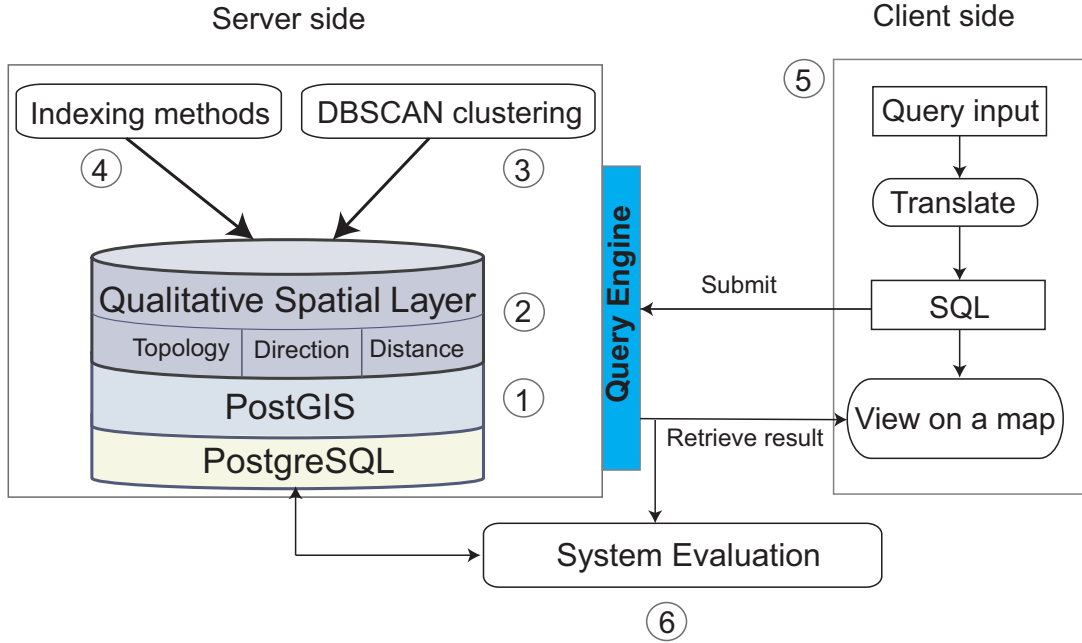 Server side
Client side
Indexing methods
DBSCAN clustering
4
3
5
Query input
Translate
SQL
View on a map
Submit
Query Engine
Retrieve result
Qualitative Spatial Layer
Topology
Direction
Distance
2
PostGIS
1
PostgreSQL
System Evaluation
6